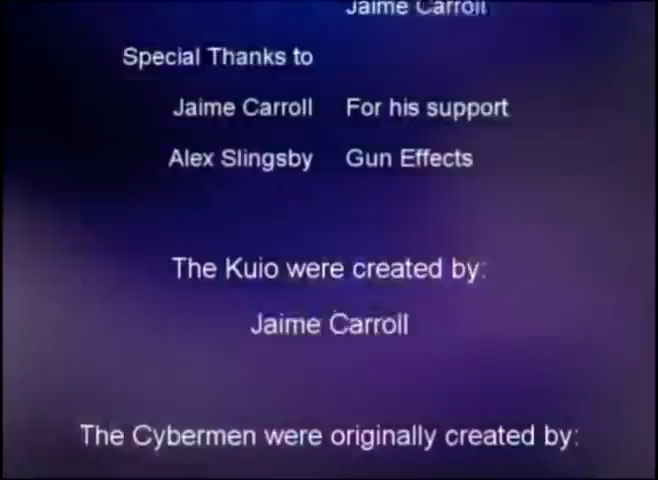 Jaime Carroll
Special Thanks to
Jaime Carroll For his support
Alex Slingsby Gun Effects
The Kuio were created by:
Jaime Carroll
The Cybermen were originally created by: